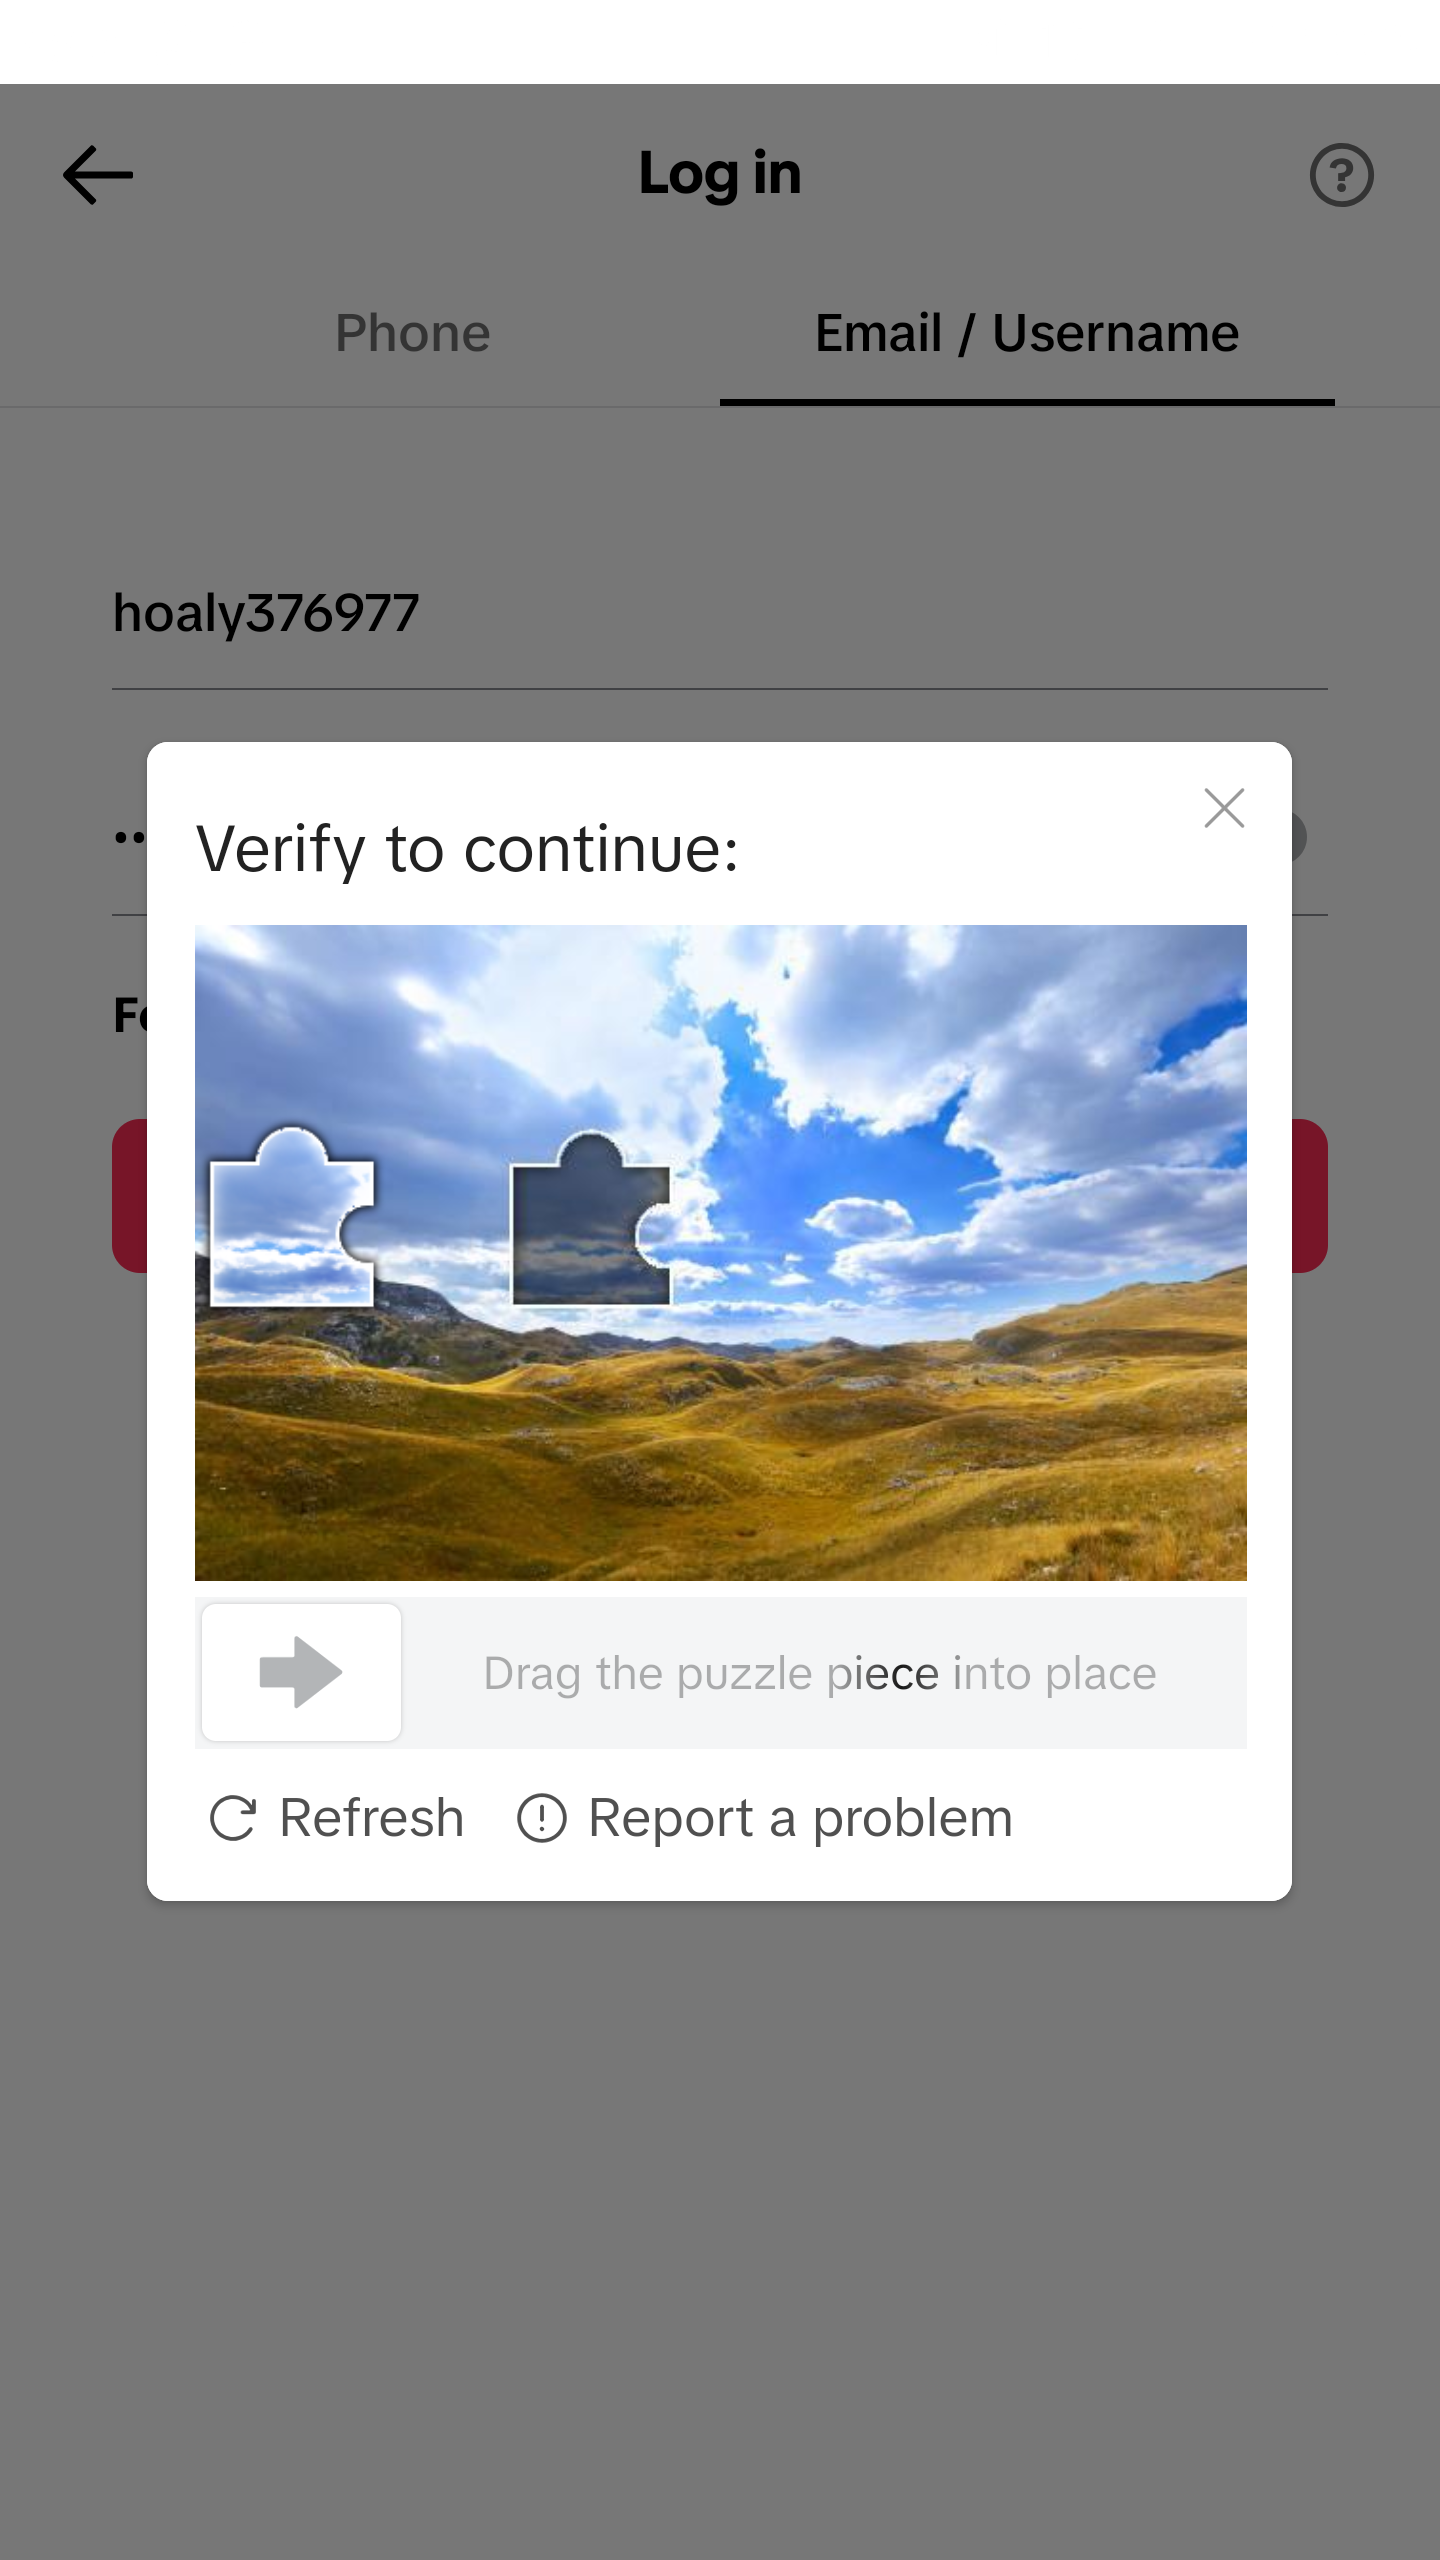 Log in
Phone
Email / Username
hoaly376977
Verify to continue:
Drag the puzzle piece into place
Refresh
Report a problem